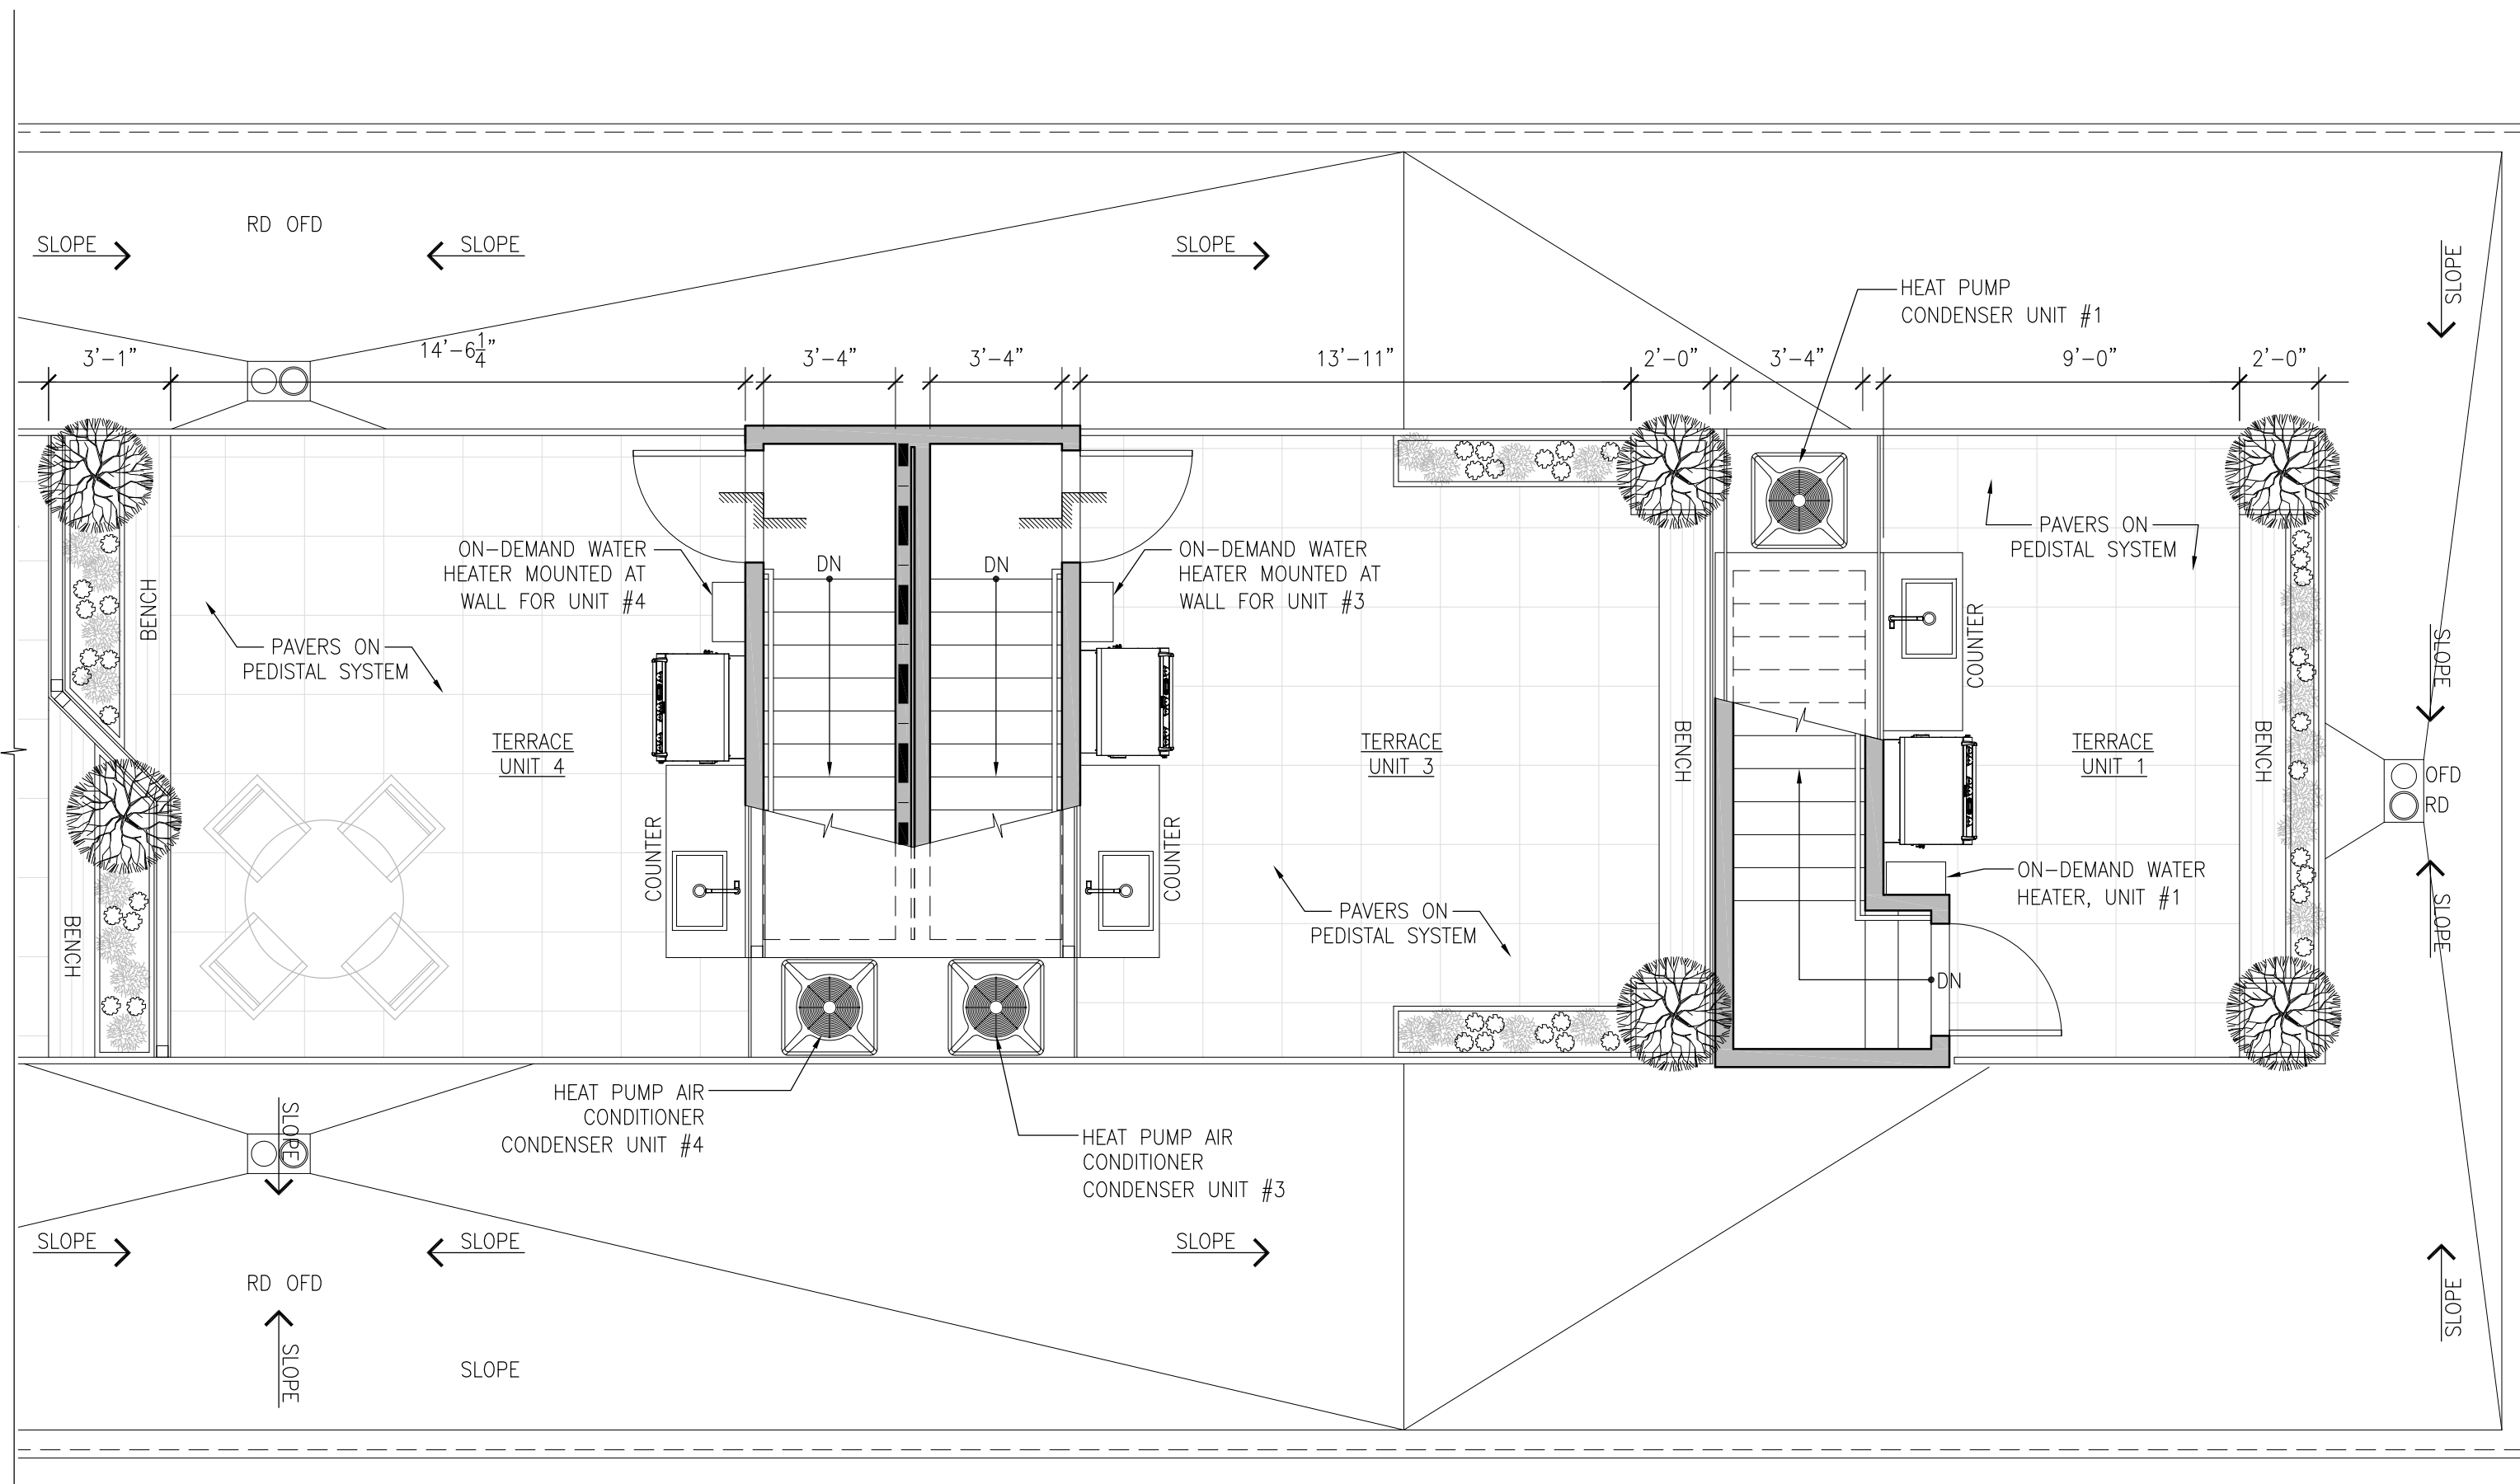 RD OFD
SLOPE
SLOPE
SLOPE
SLOPE
HEAT PUMP
CONDENSER UNIT #1
3'-1"
14'-6 1/4"
3'-4"
3'-4"
13'-11"
2'-0"
3'-4"
9'-0"
2'-0"
PAVERS ON
PEDISTAL SYSTEM
ON-DEMAND WATER
HEATER MOUNTED AT
WALL FOR UNIT #4
DN
DN
ON-DEMAND WATER
HEATER MOUNTED AT
WALL FOR UNIT #3
BENCH
PAVERS ON
PEDISTAL SYSTEM
COUNTER
SLOPE
TERRACE
UNIT 4
TERRACE
UNIT 3
BENCH
TERRACE
UNIT 1
BENCH
OFD
RD
COUNTER
COUNTER
ON-DEMAND WATER
HEATER, UNIT #1
PAVERS ON
PEDISTAL SYSTEM
BENCH
SLOPE
DN
HEAT PUMP AIR
CONDITIONER
CONDENSER UNIT #4
SLOPE
HEAT PUMP AIR
CONDITIONER
CONDENSER UNIT #3
SLOPE
SLOPE
SLOPE
RD OFD
SLOPE
SLOPE
SLOPE